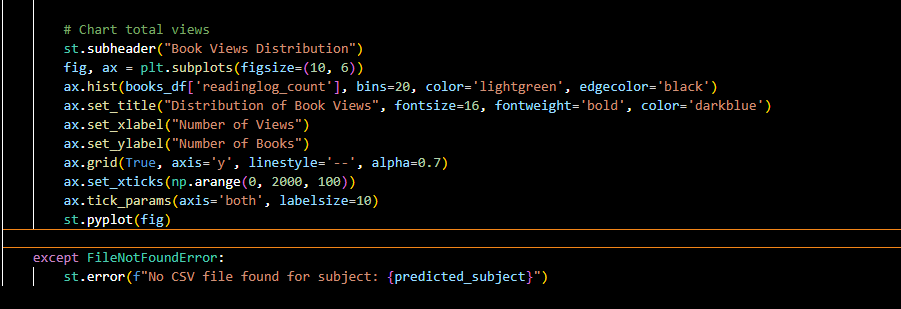 # Chart total views
st.subheader("Book Views Distribution")
fig, ax = plt.subplots(figsize=(10, 6))
ax.hist(books_df['readinglog_count'], bins=20, color='lightgreen', edgecolor='black')
ax.set_title("Distribution of Book Views", fontsize=16, fontweight='bold', color='darkblue')
ax.set_xlabel("Number of Views")
ax.set_ylabel("Number of Books")
ax.grid(True, axis='y', linestyle='--', alpha=0.7)
ax.set_xticks(np.arange(0, 2000, 100))
ax.tick_params(axis='both', labelsize=10)
st.pyplot(fig)
except FileNotFoundError:
st.error(f"No CSV file found for subject: {predicted_subject}")